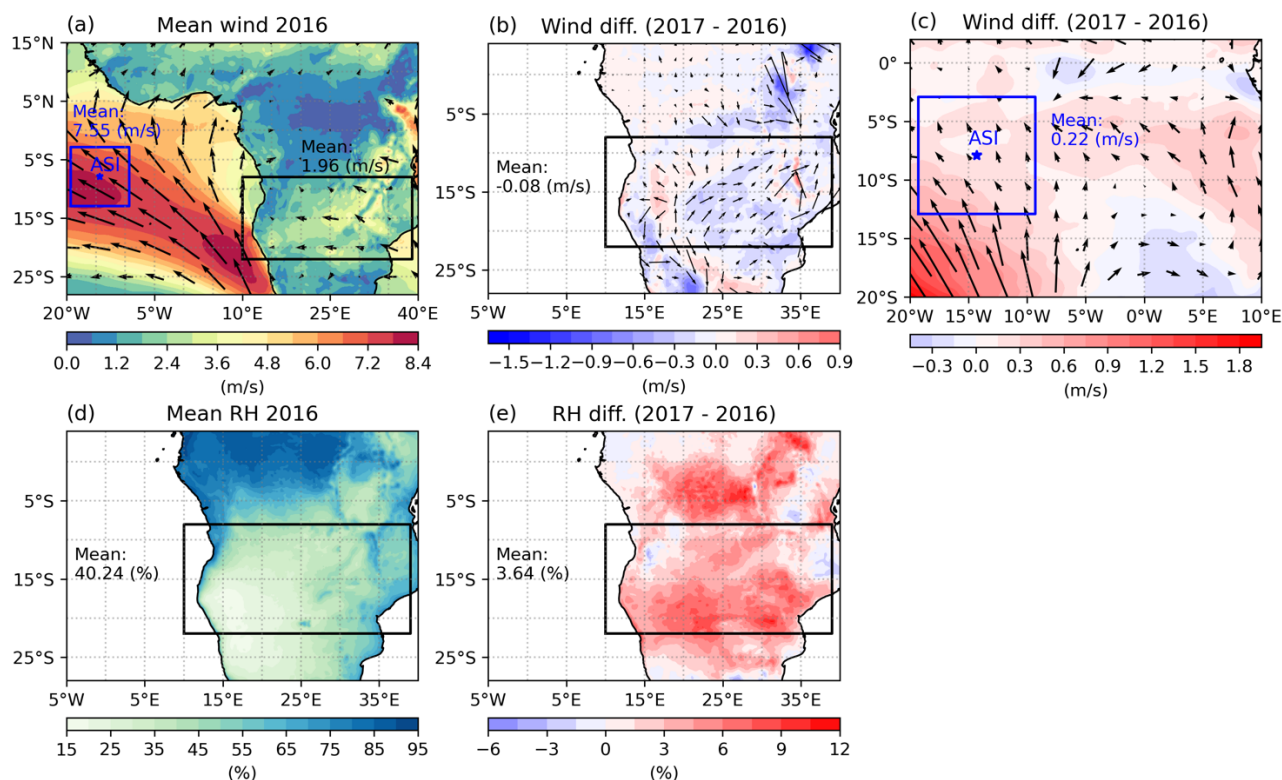 (a) Mean wind 2016
15°N
5°N
5°S
15°S
25°S
Mean:
7.55 (m/s)
ASI
Mean:
1.96 (m/s)
20°W 5°W 10°E 25°E 40°E
0.0 1.2 2.4 3.6 4.8 6.0 7.2 8.4
(m/s)
(b) Wind diff. (2017 - 2016)
5°S
15°S
25°S
Mean:
-0.08 (m/s)
5°W 5°E 15°E 25°E 35°E
−1.5 −1.2 −0.9 −0.6 −0.3 0.0 0.3 0.6 0.9
(m/s)
(c) Wind diff. (2017 - 2016)
0°
5°S
10°S
15°S
20°S
Mean:
0.22 (m/s)
ASI
20°W 15°W 10°W 5°W 0° 5°E 10°E
−0.3 0.0 0.3 0.6 0.9 1.2 1.5 1.8
(m/s)
(d) Mean RH 2016
5°S
15°S
25°S
Mean:
40.24 (%)
5°W 5°E 15°E 25°E 35°E
15 25 35 45 55 65 75 85 95
(%)
(e) RH diff. (2017 - 2016)
5°S
15°S
25°S
Mean:
3.64 (%)
5°W 5°E 15°E 25°E 35°E
−6 −3 0 3 6 9 12
(%)